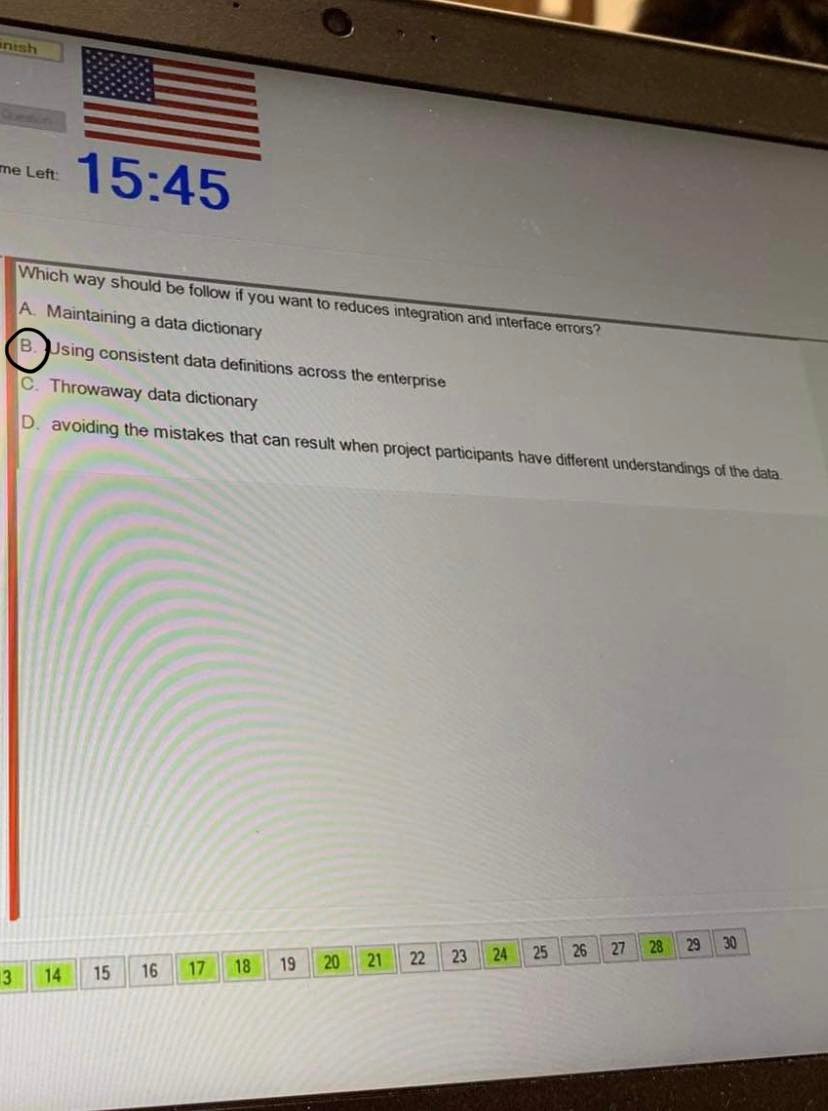 inish
Question
me Left: 15:45
Which way should be follow if you want to reduces integration and interface errors?
A. Maintaining a data dictionary
B. Using consistent data definitions across the enterprise
C. Throwaway data dictionary
D. avoiding the mistakes that can result when project participants have different understandings of the data.
3 14 15 16 17 18 19 20 21 22 23 24 25 26 27 28 29 30